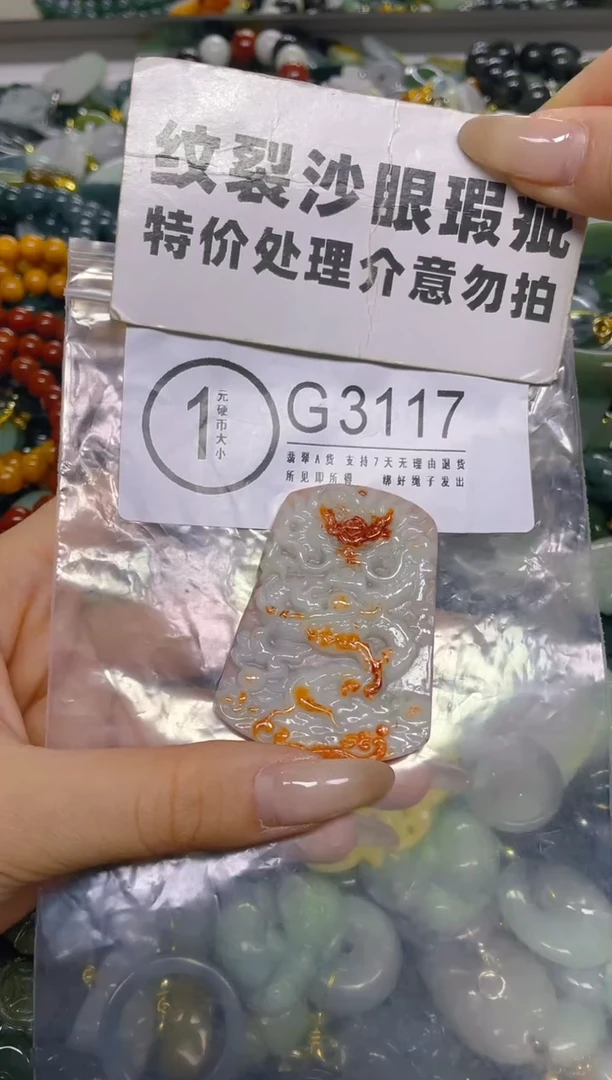 纹裂沙眼瑕疵
特价处理介意勿拍
1
元硬币大小
G3117
翡翠A货 支持7天无理由退货
所见即所得 绑好绳子发出